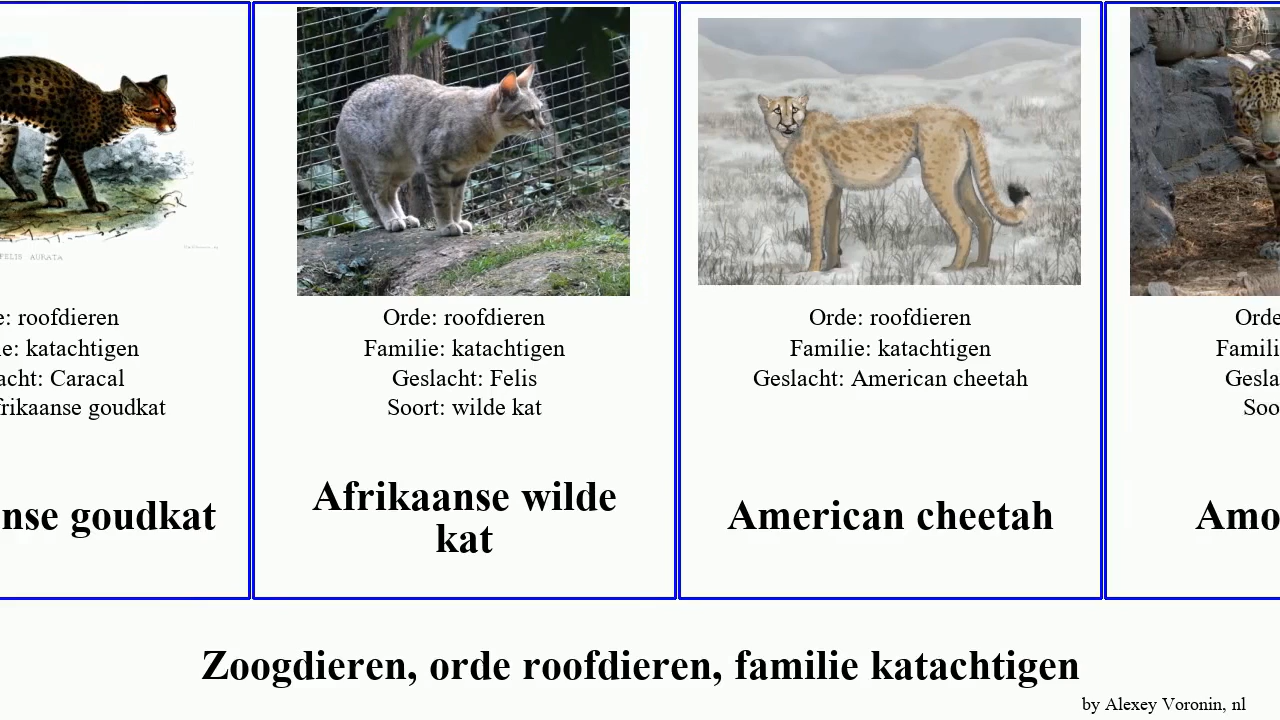 FELIS AURATA
e: roofdieren
ie: katachtigen
acht: Caracal
frikaanse goudkat
nse goudkat
Orde: roofdieren
Familie: katachtigen
Geslacht: Felis
Soort: wilde kat
Afrikaanse wilde
kat
Orde: roofdieren
Familie: katachtigen
Geslacht: American cheetah
American cheetah
Orde
Famili
Gesla
Soo
Amo
Zoogdieren, orde roofdieren, familie katachtigen
by Alexey Voronin, nl